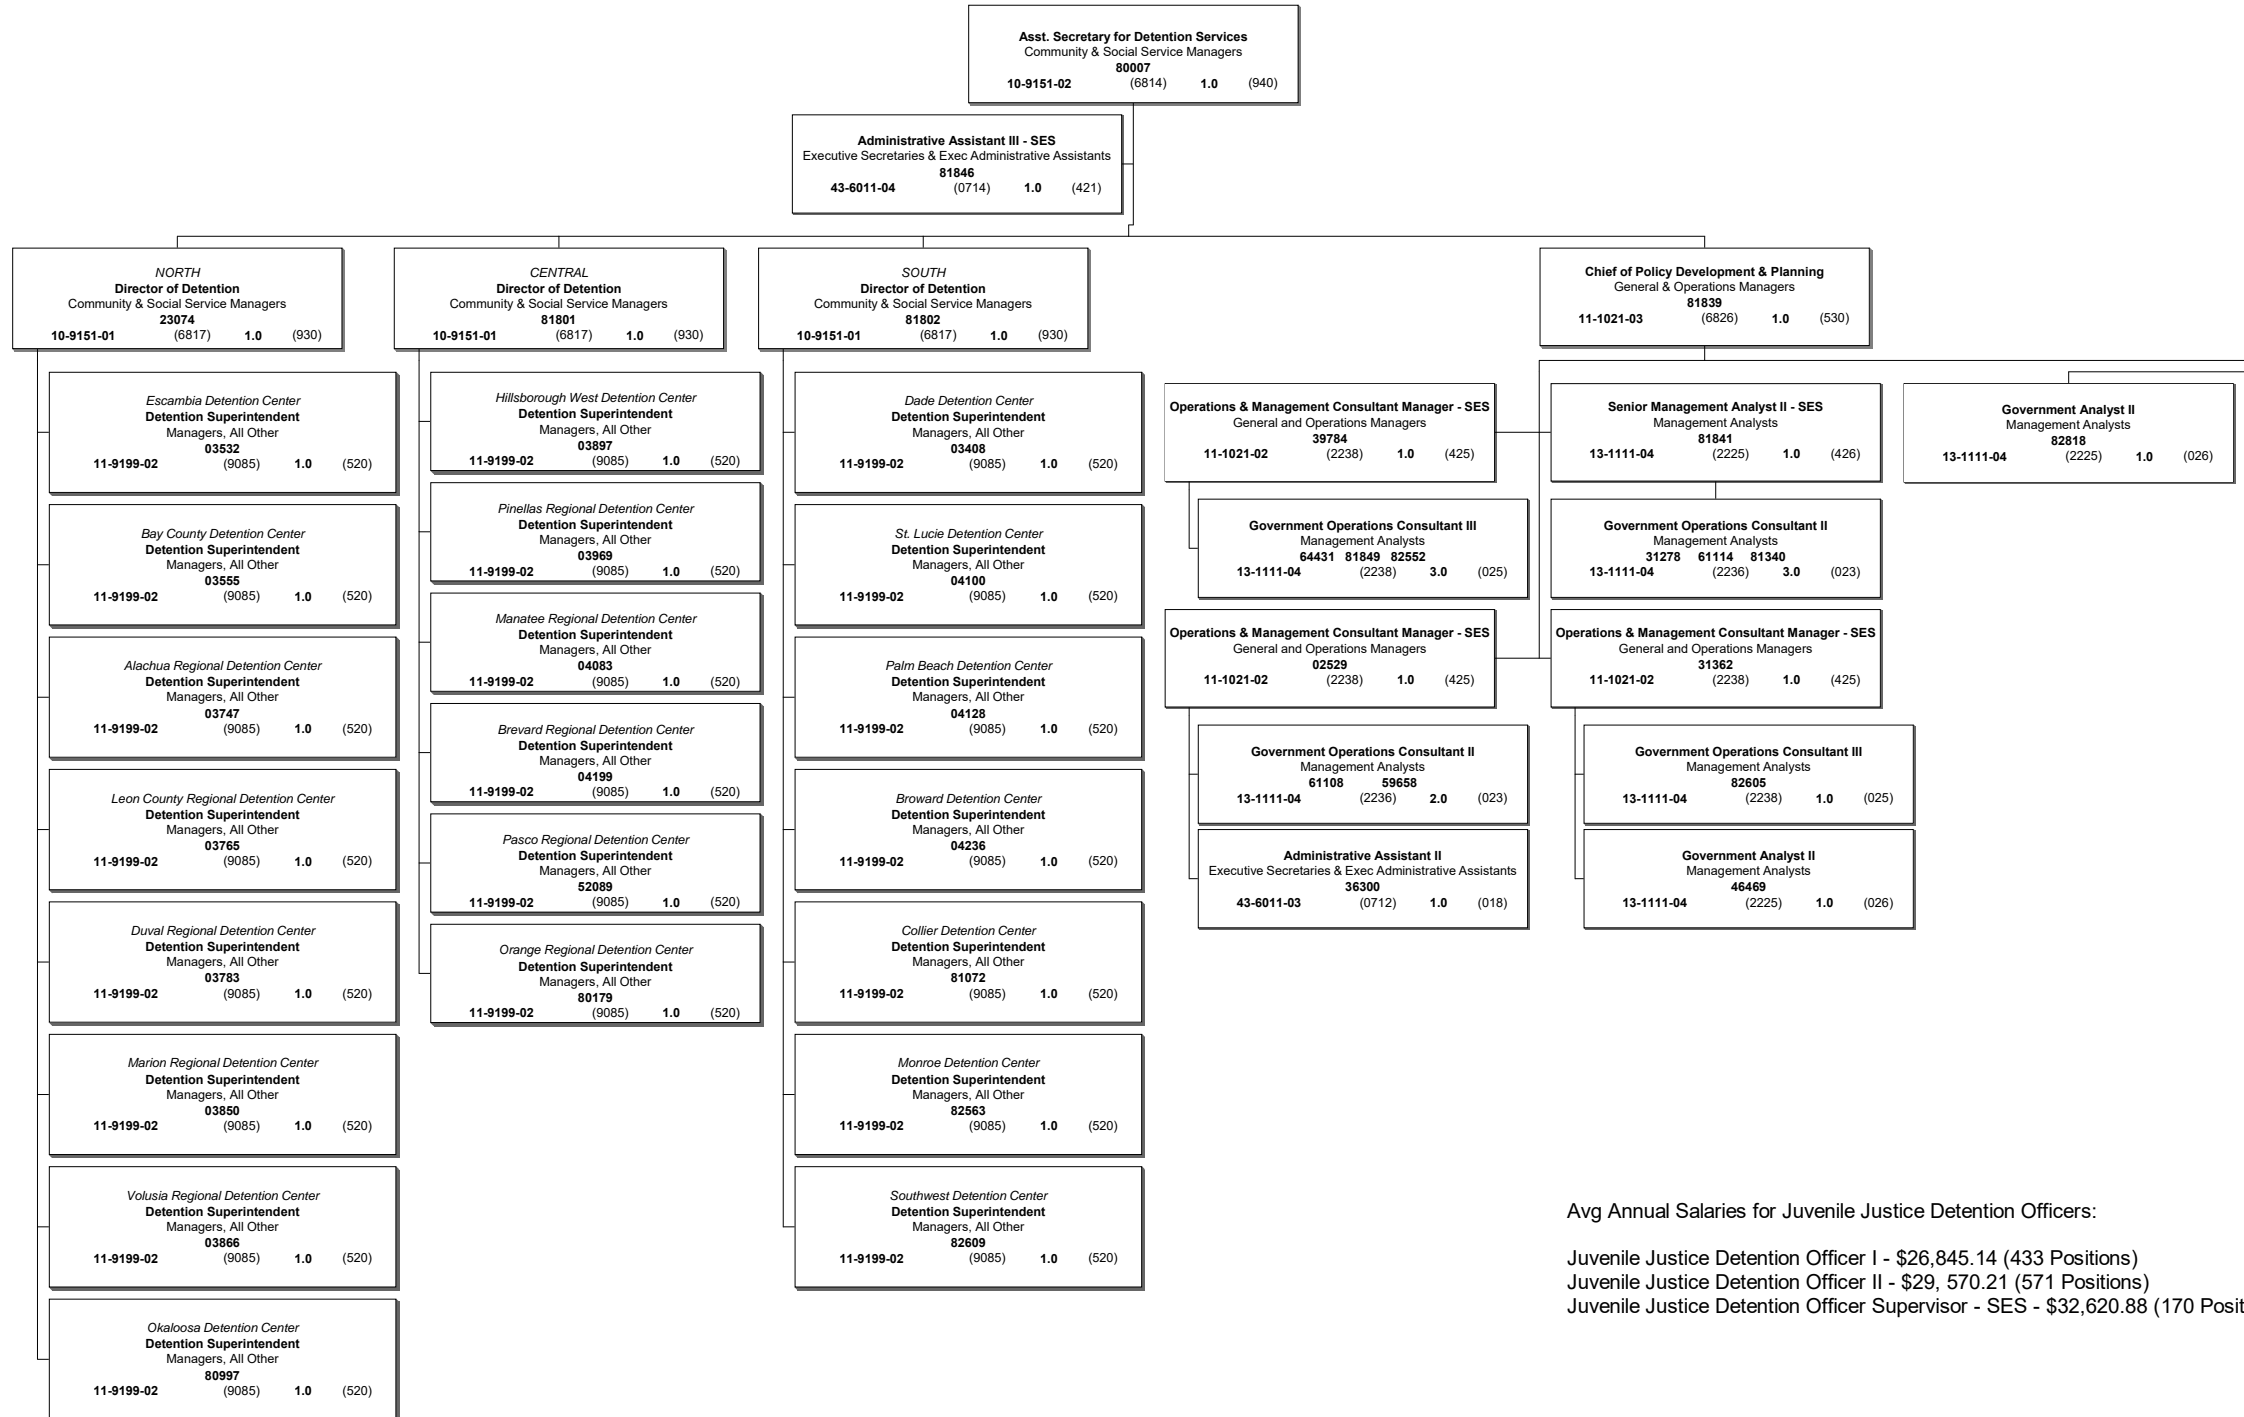 Asst. Secretary for Detention Services
Community & Social Service Managers
80007
10-9151-02 (6814) 1.0 (940)
Administrative Assistant III - SES
Executive Secretaries & Exec Administrative Assistants
81846
43-6011-04 (0714) 1.0 (421)
NORTH
Director of Detention
Community & Social Service Managers
23074
10-9151-01 (6817) 1.0 (930)
Escambia Detention Center
Detention Superintendent
Managers, All Other
03532
11-9199-02 (9085) 1.0 (520)
Bay County Detention Center
Detention Superintendent
Managers, All Other
03555
11-9199-02 (9085) 1.0 (520)
Alachua Regional Detention Center
Detention Superintendent
Managers, All Other
03747
11-9199-02 (9085) 1.0 (520)
Leon County Regional Detention Center
Detention Superintendent
Managers, All Other
03765
11-9199-02 (9085) 1.0 (520)
Duval Regional Detention Center
Detention Superintendent
Managers, All Other
03783
11-9199-02 (9085) 1.0 (520)
Marion Regional Detention Center
Detention Superintendent
Managers, All Other
03850
11-9199-02 (9085) 1.0 (520)
Volusia Regional Detention Center
Detention Superintendent
Managers, All Other
03866
11-9199-02 (9085) 1.0 (520)
Okaloosa Detention Center
Detention Superintendent
Managers, All Other
80997
11-9199-02 (9085) 1.0 (520)
CENTRAL
Director of Detention
Community & Social Service Managers
81801
10-9151-01 (6817) 1.0 (930)
Hillsborough West Detention Center
Detention Superintendent
Managers, All Other
03897
11-9199-02 (9085) 1.0 (520)
Pinellas Regional Detention Center
Detention Superintendent
Managers, All Other
03969
11-9199-02 (9085) 1.0 (520)
Manatee Regional Detention Center
Detention Superintendent
Managers, All Other
04083
11-9199-02 (9085) 1.0 (520)
Brevard Regional Detention Center
Detention Superintendent
Managers, All Other
04199
11-9199-02 (9085) 1.0 (520)
Pasco Regional Detention Center
Detention Superintendent
Managers, All Other
52089
11-9199-02 (9085) 1.0 (520)
Orange Regional Detention Center
Detention Superintendent
Managers, All Other
80179
11-9199-02 (9085) 1.0 (520)
SOUTH
Director of Detention
Community & Social Service Managers
81802
10-9151-01 (6817) 1.0 (930)
Dade Detention Center
Detention Superintendent
Managers, All Other
03408
11-9199-02 (9085) 1.0 (520)
St. Lucie Detention Center
Detention Superintendent
Managers, All Other
04100
11-9199-02 (9085) 1.0 (520)
Palm Beach Detention Center
Detention Superintendent
Managers, All Other
04128
11-9199-02 (9085) 1.0 (520)
Broward Detention Center
Detention Superintendent
Managers, All Other
04236
11-9199-02 (9085) 1.0 (520)
Collier Detention Center
Detention Superintendent
Managers, All Other
81072
11-9199-02 (9085) 1.0 (520)
Monroe Detention Center
Detention Superintendent
Managers, All Other
82563
11-9199-02 (9085) 1.0 (520)
Southwest Detention Center
Detention Superintendent
Managers, All Other
82609
11-9199-02 (9085) 1.0 (520)
Chief of Policy Development & Planning
General & Operations Managers
81839
11-1021-03 (6826) 1.0 (530)
Operations & Management Consultant Manager - SES
General and Operations Managers
39784
11-1021-02 (2238) 1.0 (425)
Government Operations Consultant III
Management Analysts
64431 81849 82552
13-1111-04 (2238) 3.0 (025)
Operations & Management Consultant Manager - SES
General and Operations Managers
02529
11-1021-02 (2238) 1.0 (425)
Government Operations Consultant II
Management Analysts
61108 59658
13-1111-04 (2236) 2.0 (023)
Administrative Assistant II
Executive Secretaries & Exec Administrative Assistants
36300
43-6011-03 (0712) 1.0 (018)
Senior Management Analyst II - SES
Management Analysts
81841
13-1111-04 (2225) 1.0 (426)
Government Operations Consultant II
Management Analysts
31278 61114 81340
13-1111-04 (2236) 3.0 (023)
Operations & Management Consultant Manager - SES
General and Operations Managers
31362
11-1021-02 (2238) 1.0 (425)
Government Operations Consultant III
Management Analysts
82605
13-1111-04 (2238) 1.0 (025)
Government Analyst II
Management Analysts
46469
13-1111-04 (2225) 1.0 (026)
Government Analyst II
Management Analysts
82818
13-1111-04 (2225) 1.0 (026)
Avg Annual Salaries for Juvenile Justice Detention Officers:
Juvenile Justice Detention Officer I - $26,845.14 (433 Positions)
Juvenile Justice Detention Officer II - $29, 570.21 (571 Positions)
Juvenile Justice Detention Officer Supervisor - SES - $32,620.88 (170 Posit